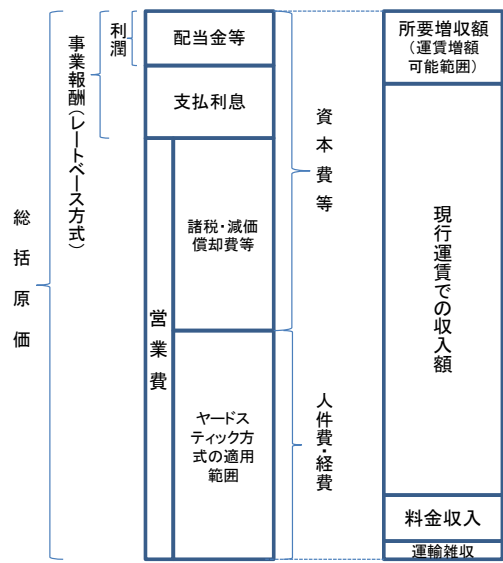 総括原価
事業報酬（レートベース方式）
利潤
配当金等
支払利息
営業費
諸税・減価
償却費等
ヤードス
ティック方
式の適用
範囲
資本費等
人件費・経費
所要増収額
（運賃増額
可能範囲）
現行運賃での収入額
料金収入
運輸雑収